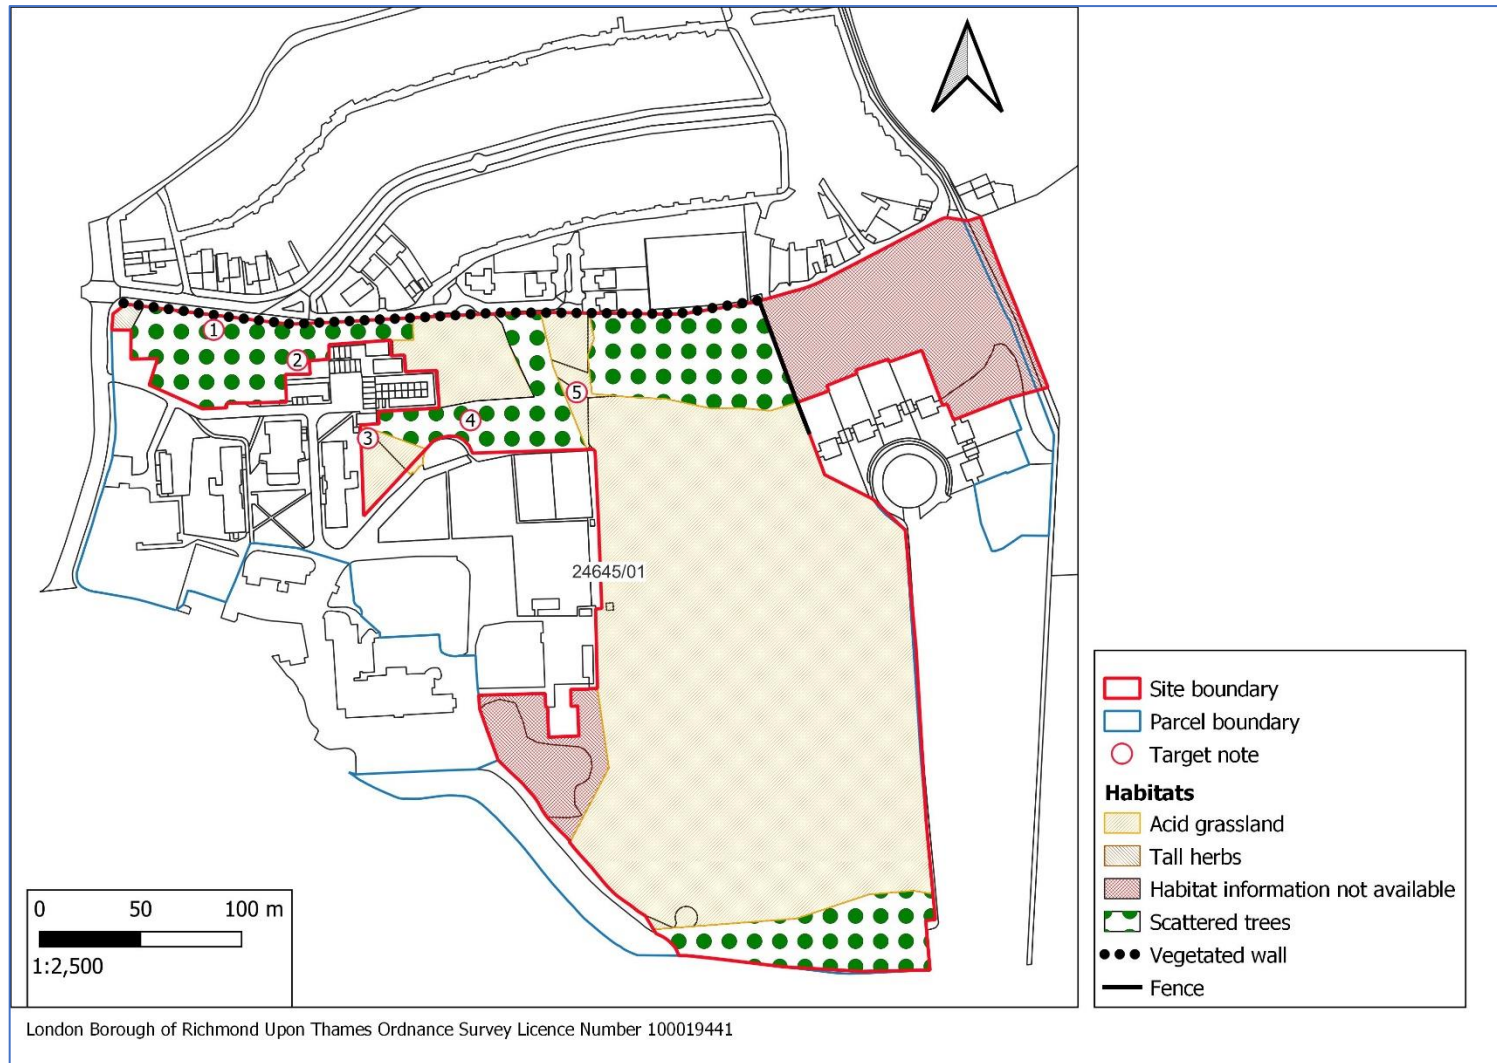 1
2
3
4
5
24645/01
Site boundary
Parcel boundary
Target note
Habitats
Acid grassland
Tall herbs
Habitat information not available
Scattered trees
Vegetated wall
Fence
0 50 100 m
1:2,500
London Borough of Richmond Upon Thames Ordnance Survey Licence Number 100019441